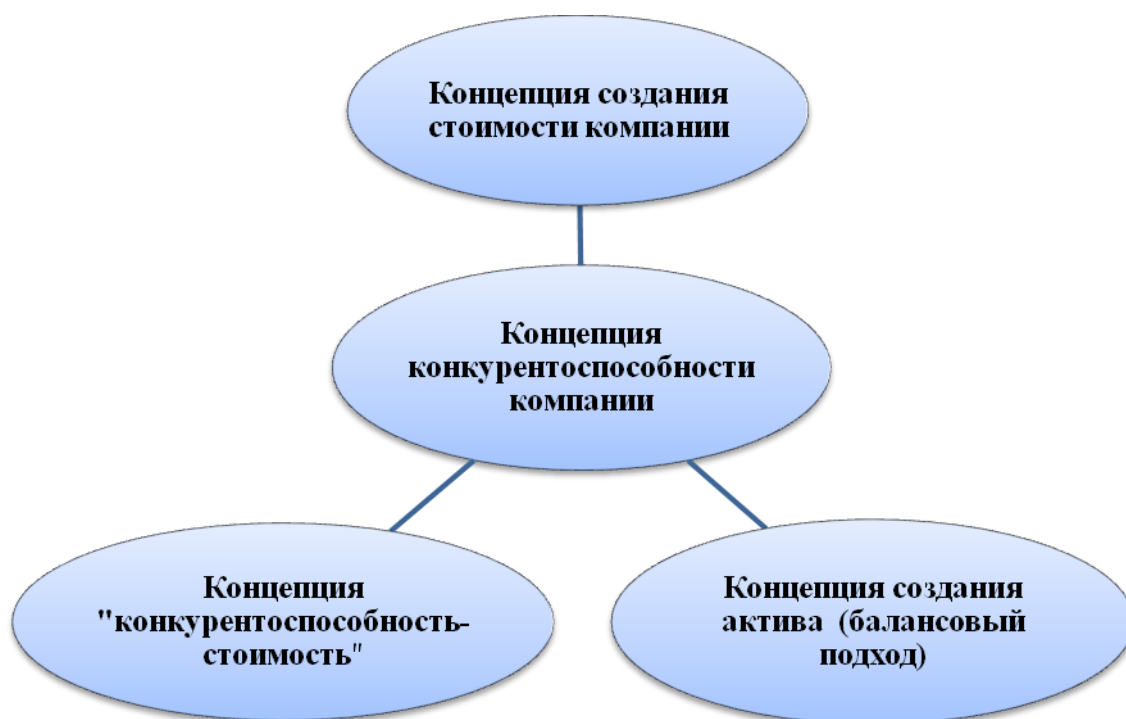 Концепция создания
стоимости компании
Концепция
конкурентоспособности
компании
Концепция
"конкурентоспособность-
стоимость"
Концепция создания
актива (балансовый
подход)